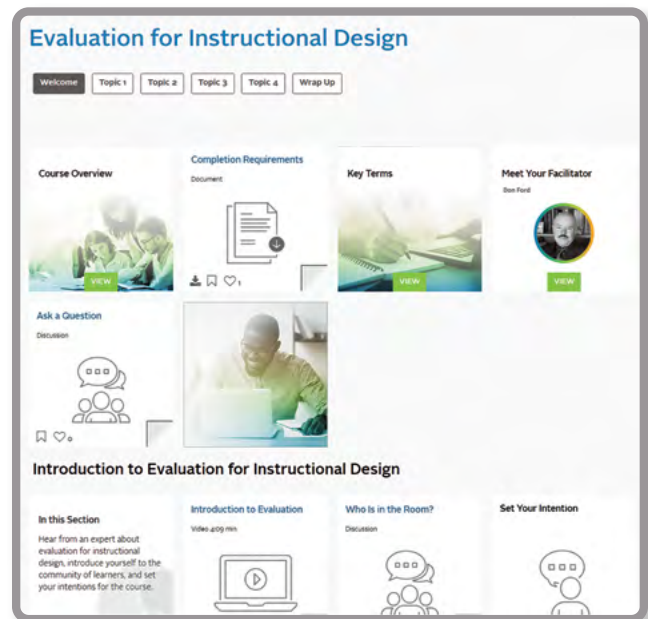 Evaluation for Instructional Design
Welcome
Topic 1
Topic 2
Topic 3
Topic 4
Wrap Up
Course Overview
VIEW
Completion Requirements
Document
1
Key Terms
VIEW
Meet Your Facilitator
Don Ford
VIEW
Ask a Question
Discussion
0
Introduction to Evaluation for Instructional Design
In this Section
Hear from an expert about
evaluation for instructional
design, introduce yourself to the
community of learners, and set
your intentions for the course.
Introduction to Evaluation
Video 4:09 min
Who Is in the Room?
Discussion
Set Your Intention